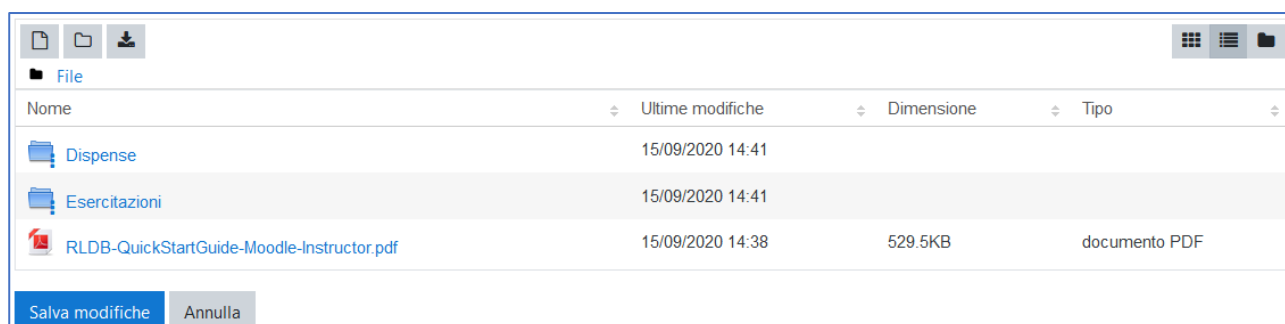 File
Nome Ultime modifiche Dimensione Tipo
Dispense 15/09/2020 14:41
Esercitazioni 15/09/2020 14:41
RLDB-QuickStartGuide-Moodle-Instructor.pdf 15/09/2020 14:38 529.5KB documento PDF
Salva modifiche Annulla